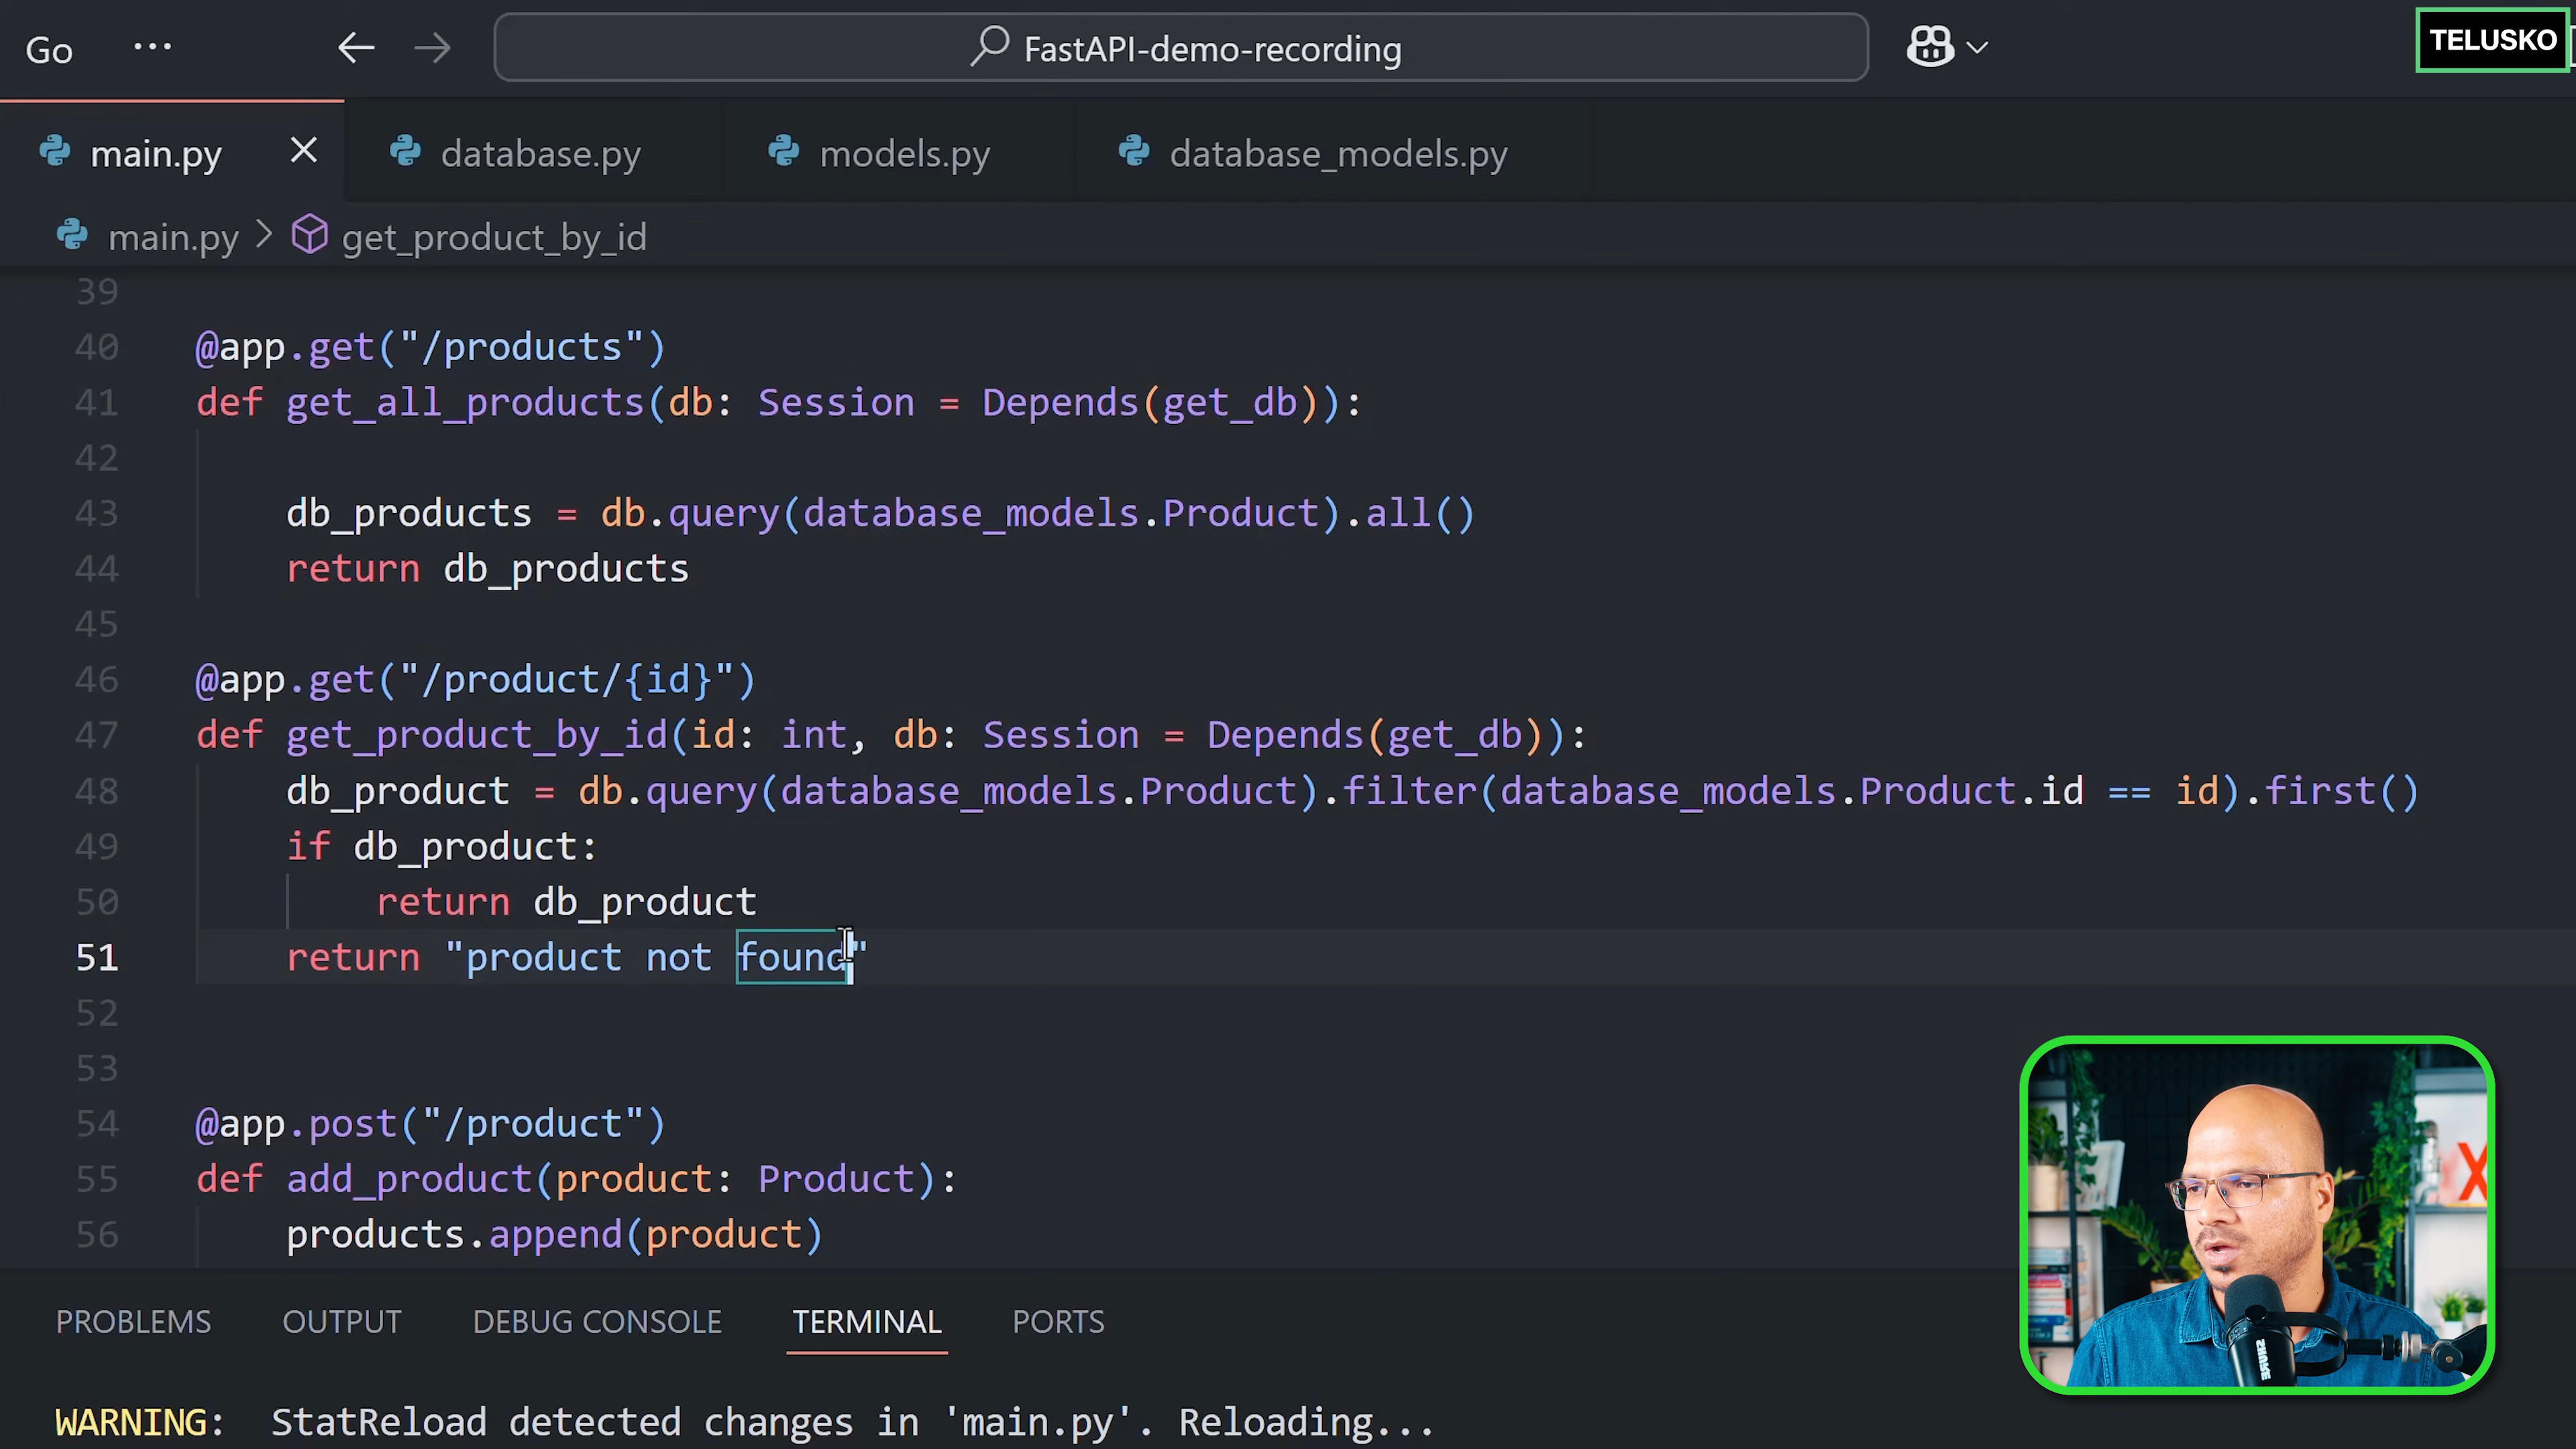 Go ... FastAPI-demo-recording TELUSKO
main.py database.py models.py database_models.py
main.py > get_product_by_id
39
40 @app.get("/products")
41 def get_all_products(db: Session = Depends(get_db)):
42
43 db_products = db.query(database_models.Product).all()
44 return db_products
45
46 @app.get("/product/{id}")
47 def get_product_by_id(id: int, db: Session = Depends(get_db)):
48 db_product = db.query(database_models.Product).filter(database_models.Product.id == id).first()
49 if db_product:
50 return db_product
51 return "product not found"
52
53
54 @app.post("/product")
55 def add_product(product: Product):
56 products.append(product)
PROBLEMS OUTPUT DEBUG CONSOLE TERMINAL PORTS
WARNING: StatReload detected changes in 'main.py'. Reloading...
SHURE